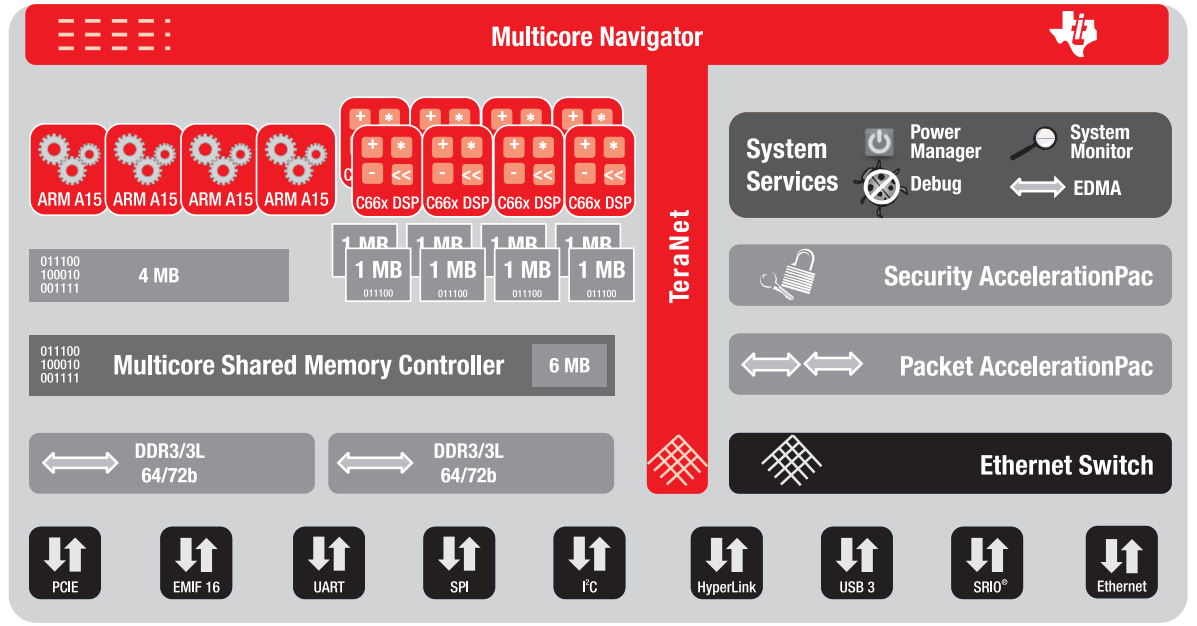 Multicore Navigator
ARM A15
ARM A15
ARM A15
ARM A15
C
+ *
+ *
+ *
+ *
+ *
- <<
C66x DSP
+ *
- <<
C66x DSP
+ *
- <<
C66x DSP
+ *
- <<
C66x DSP
1 MB
1 MB
1 MB
1 MB
1 MB
011100
1 MB
011100
1 MB
011100
1 MB
011100
011100
100010
001111
4 MB
011100
100010
001111
Multicore Shared Memory Controller
6 MB
DDR3/3L
64/72b
DDR3/3L
64/72b
TeraNet
System
Services
Power
Manager
System
Monitor
Debug
EDMA
Security AccelerationPac
Packet AccelerationPac
Ethernet Switch
PCIE
EMIF 16
UART
SPI
I²C
HyperLink
USB 3
SRIO®
Ethernet